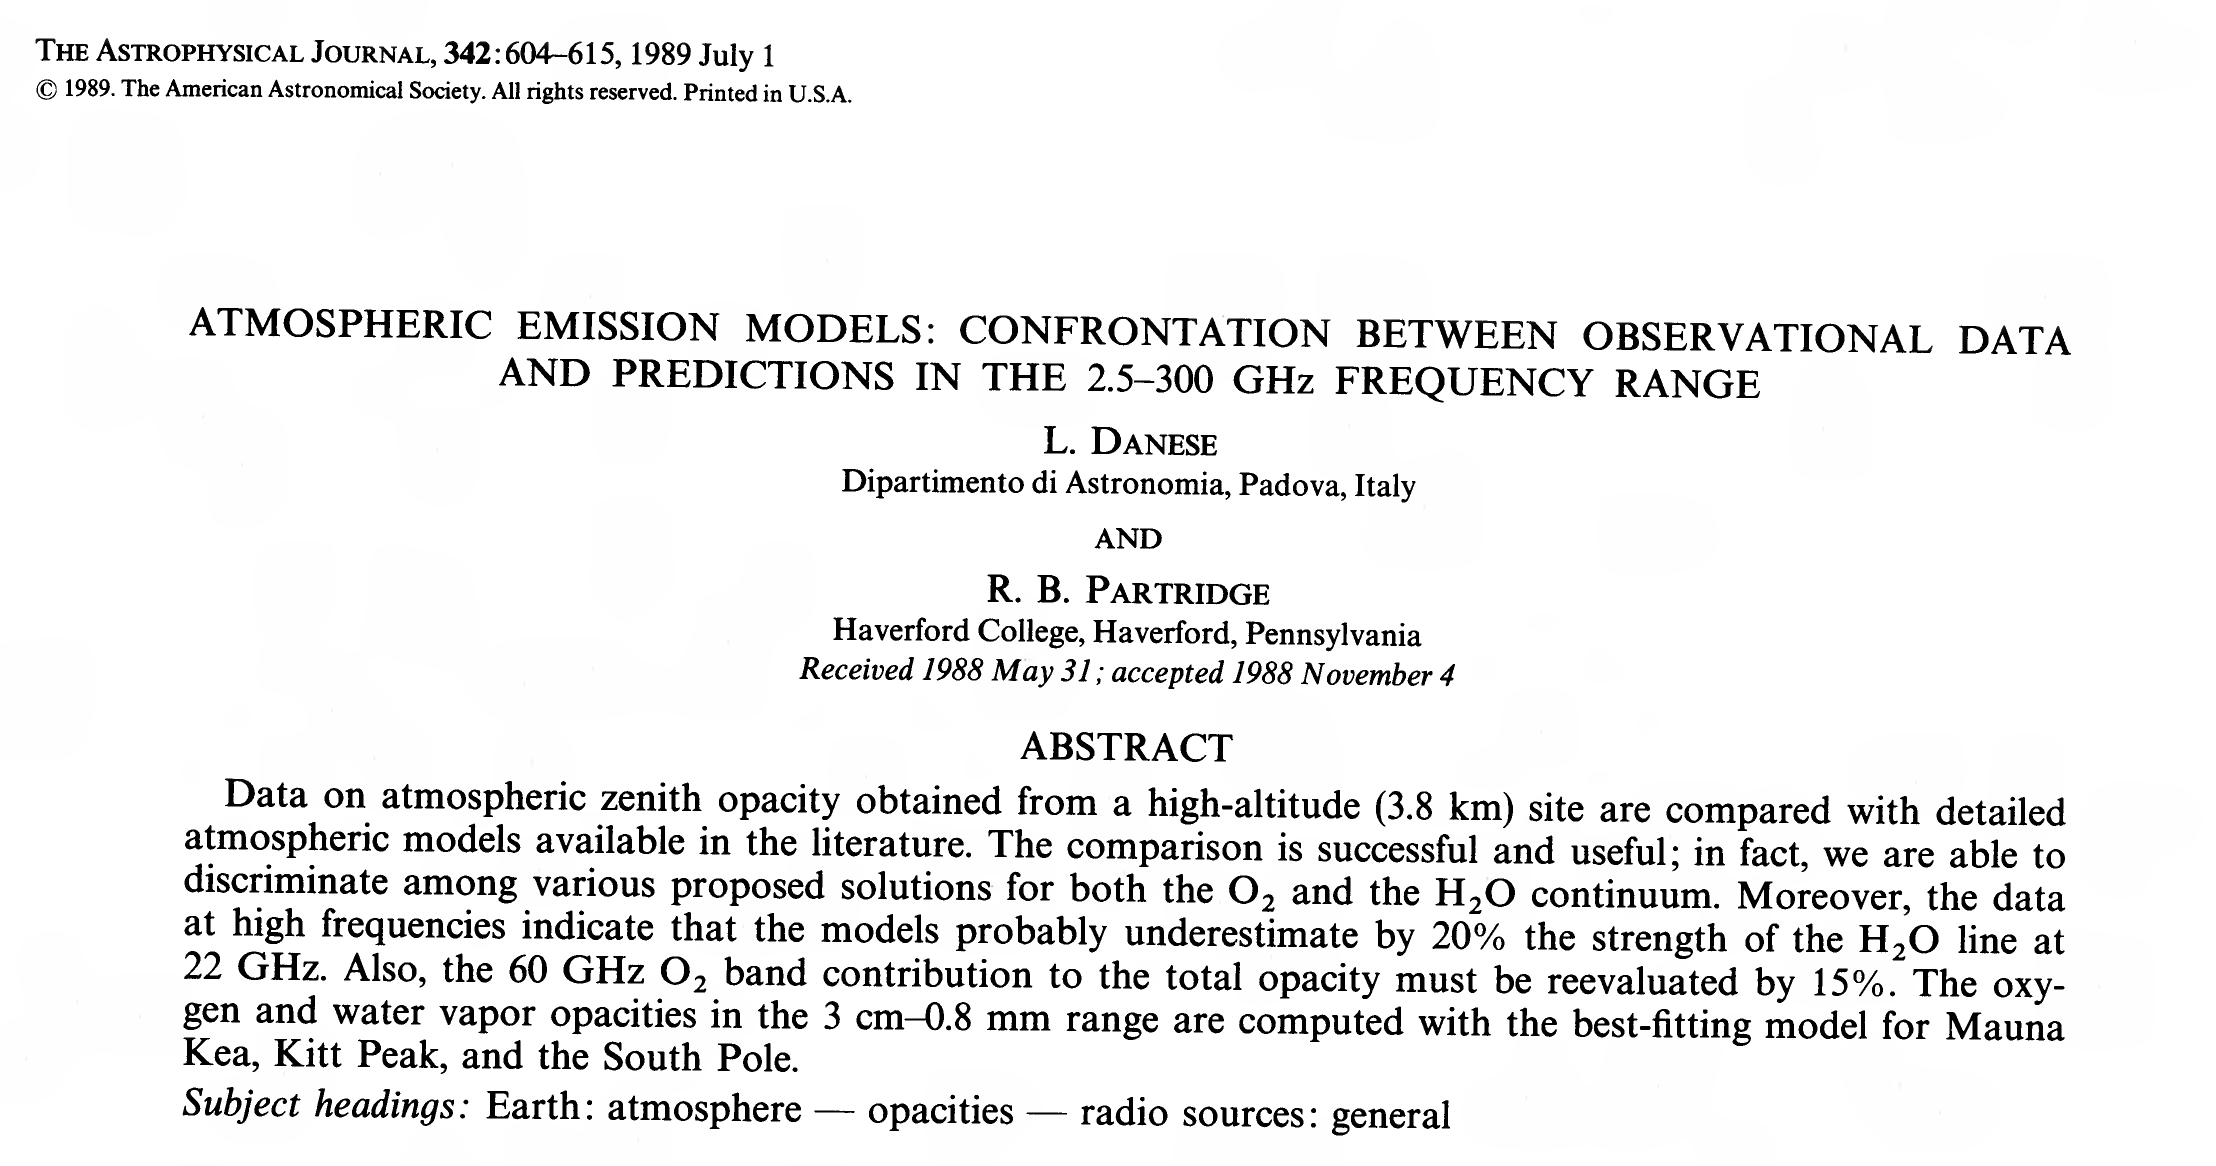 THE ASTROPHYSICAL JOURNAL, 342:604–615, 1989 July 1
© 1989. The American Astronomical Society. All rights reserved. Printed in U.S.A.
ATMOSPHERIC EMISSION MODELS: CONFRONTATION BETWEEN OBSERVATIONAL DATA
AND PREDICTIONS IN THE 2.5–300 GHz FREQUENCY RANGE
L. DANESE
Dipartimento di Astronomia, Padova, Italy
AND
R. B. PARTRIDGE
Haverford College, Haverford, Pennsylvania
Received 1988 May 31; accepted 1988 November 4
ABSTRACT
Data on atmospheric zenith opacity obtained from a high-altitude (3.8 km) site are compared with detailed
atmospheric models available in the literature. The comparison is successful and useful; in fact, we are able to
discriminate among various proposed solutions for both the O₂ and the H₂O continuum. Moreover, the data
at high frequencies indicate that the models probably underestimate by 20% the strength of the H₂O line at
22 GHz. Also, the 60 GHz O₂ band contribution to the total opacity must be reevaluated by 15%. The oxy-
gen and water vapor opacities in the 3 cm–0.8 mm range are computed with the best-fitting model for Mauna
Kea, Kitt Peak, and the South Pole.
Subject headings: Earth: atmosphere — opacities — radio sources: general